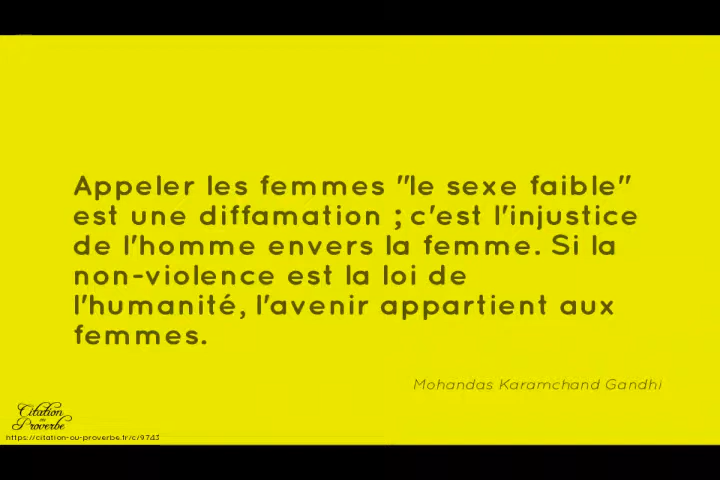 Appeler les femmes "le sexe faible"
est une diffamation ; c'est l'injustice
de l'homme envers la femme. Si la
non-violence est la loi de
l'humanité, l'avenir appartient aux
femmes.
Mohandas Karamchand Gandhi
Citation
ou
Proverbe
https://citation-ou-proverbe.fr/c/9743